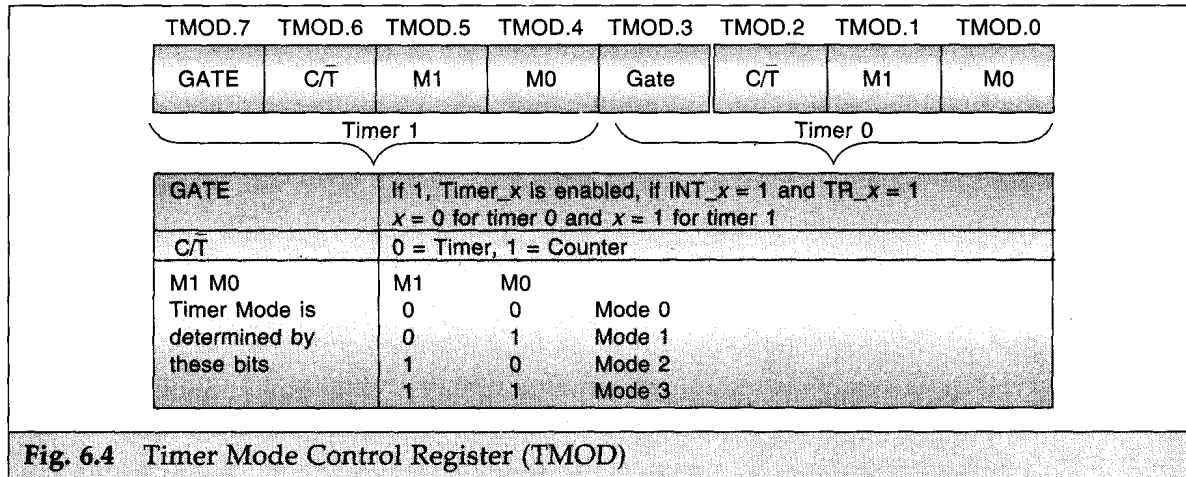 TMOD.7 TMOD.6 TMOD.5 TMOD.4 TMOD.3 TMOD.2 TMOD.1 TMOD.0
GATE C/T̅ M1 M0 Gate C/T̅ M1 M0
Timer 1 Timer 0
GATE If 1, Timer_x is enabled, if INT_x = 1 and TR_x = 1
x = 0 for timer 0 and x = 1 for timer 1
C/T̅ 0 = Timer, 1 = Counter
M1 M0 M1 M0
Timer Mode is 0 0 Mode 0
determined by 0 1 Mode 1
these bits 1 0 Mode 2
1 1 Mode 3
Fig. 6.4 Timer Mode Control Register (TMOD)